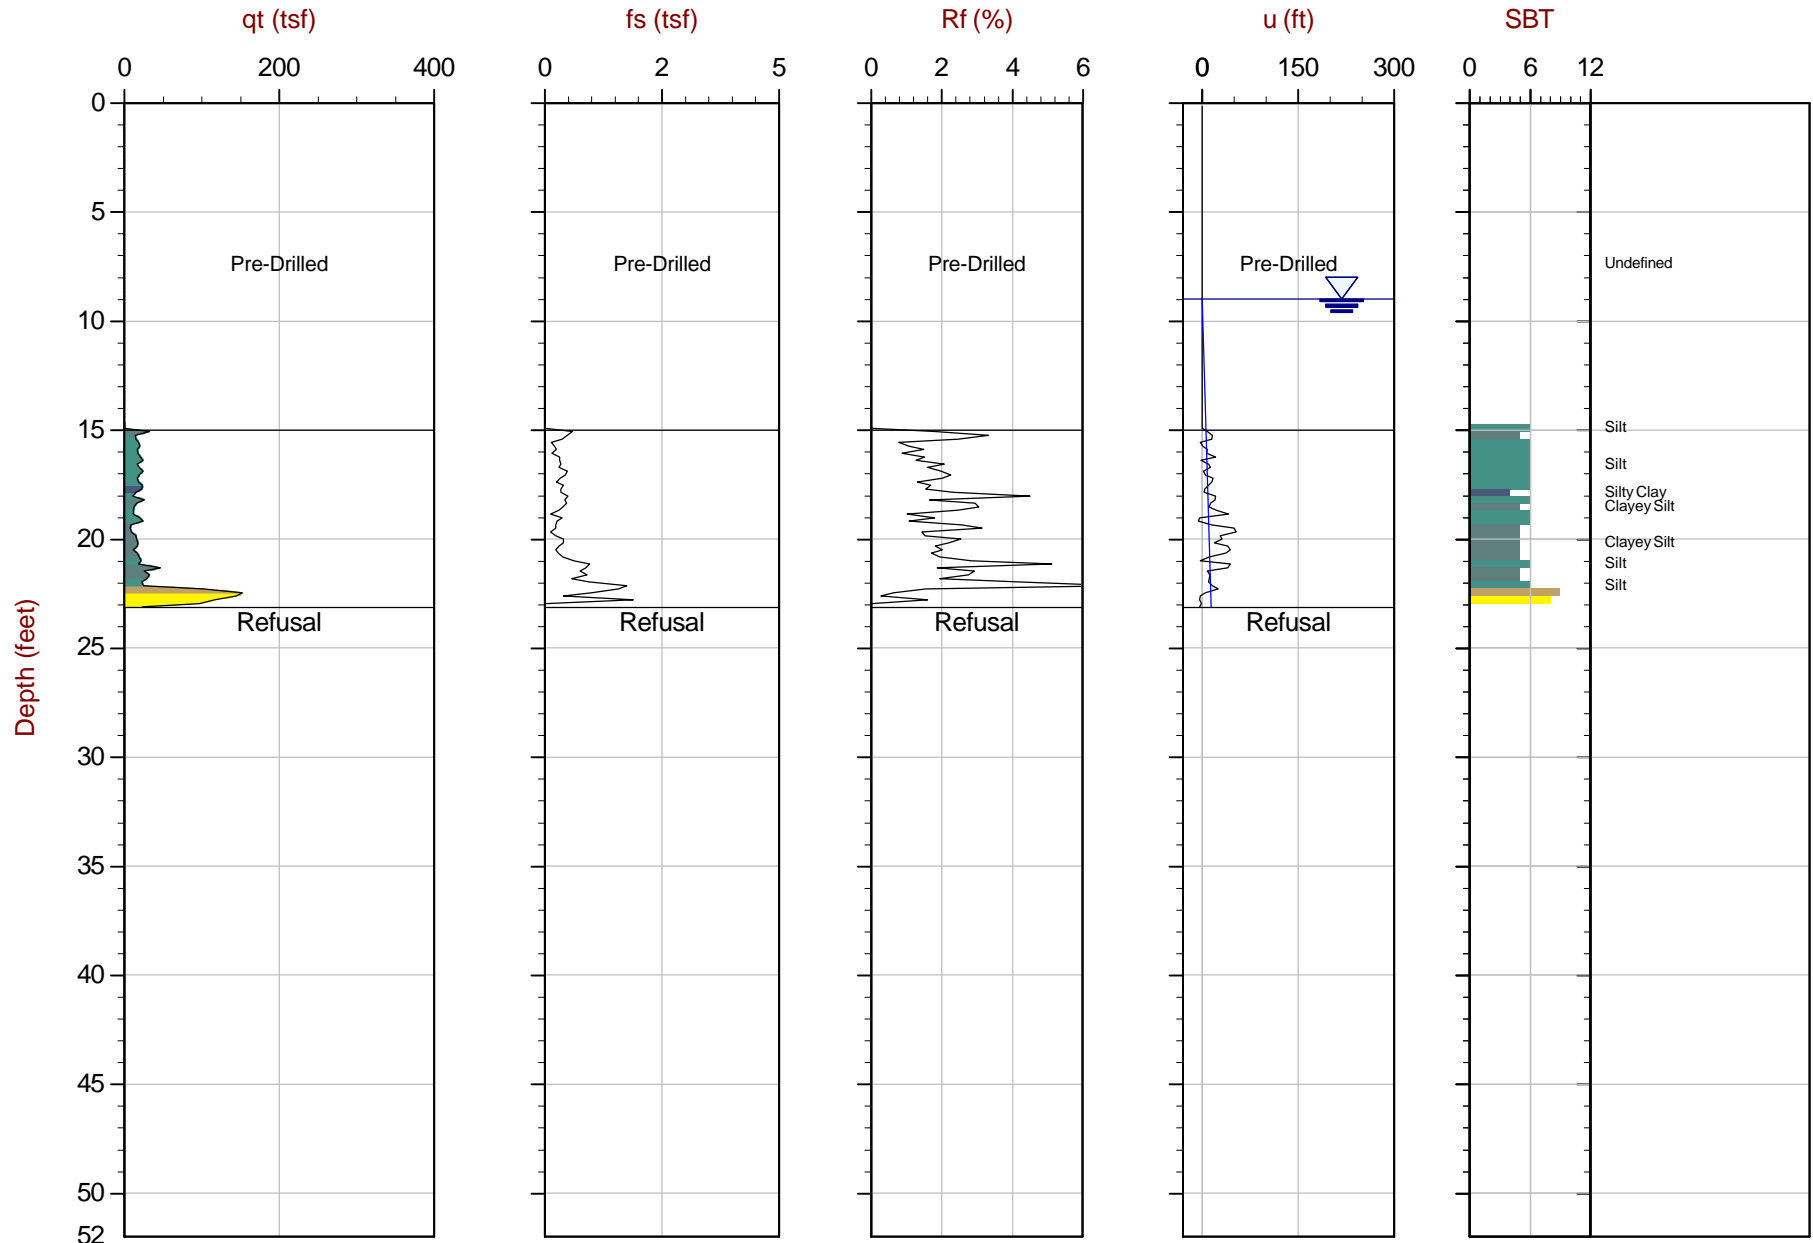 qt (tsf) fs (tsf) Rf (%) u (ft) SBT
0 200 400 0 2 5 0 2 4 6 0 150 300 0 6 12
0
5
Pre-Drilled Pre-Drilled Pre-Drilled Pre-Drilled Undefined
10
15 Silt
Silt
Silty Clay
Clayey Silt
20 Clayey Silt
Silt
Silt
Refusal Refusal Refusal Refusal
25
Depth (feet)
30
35
40
45
50
52